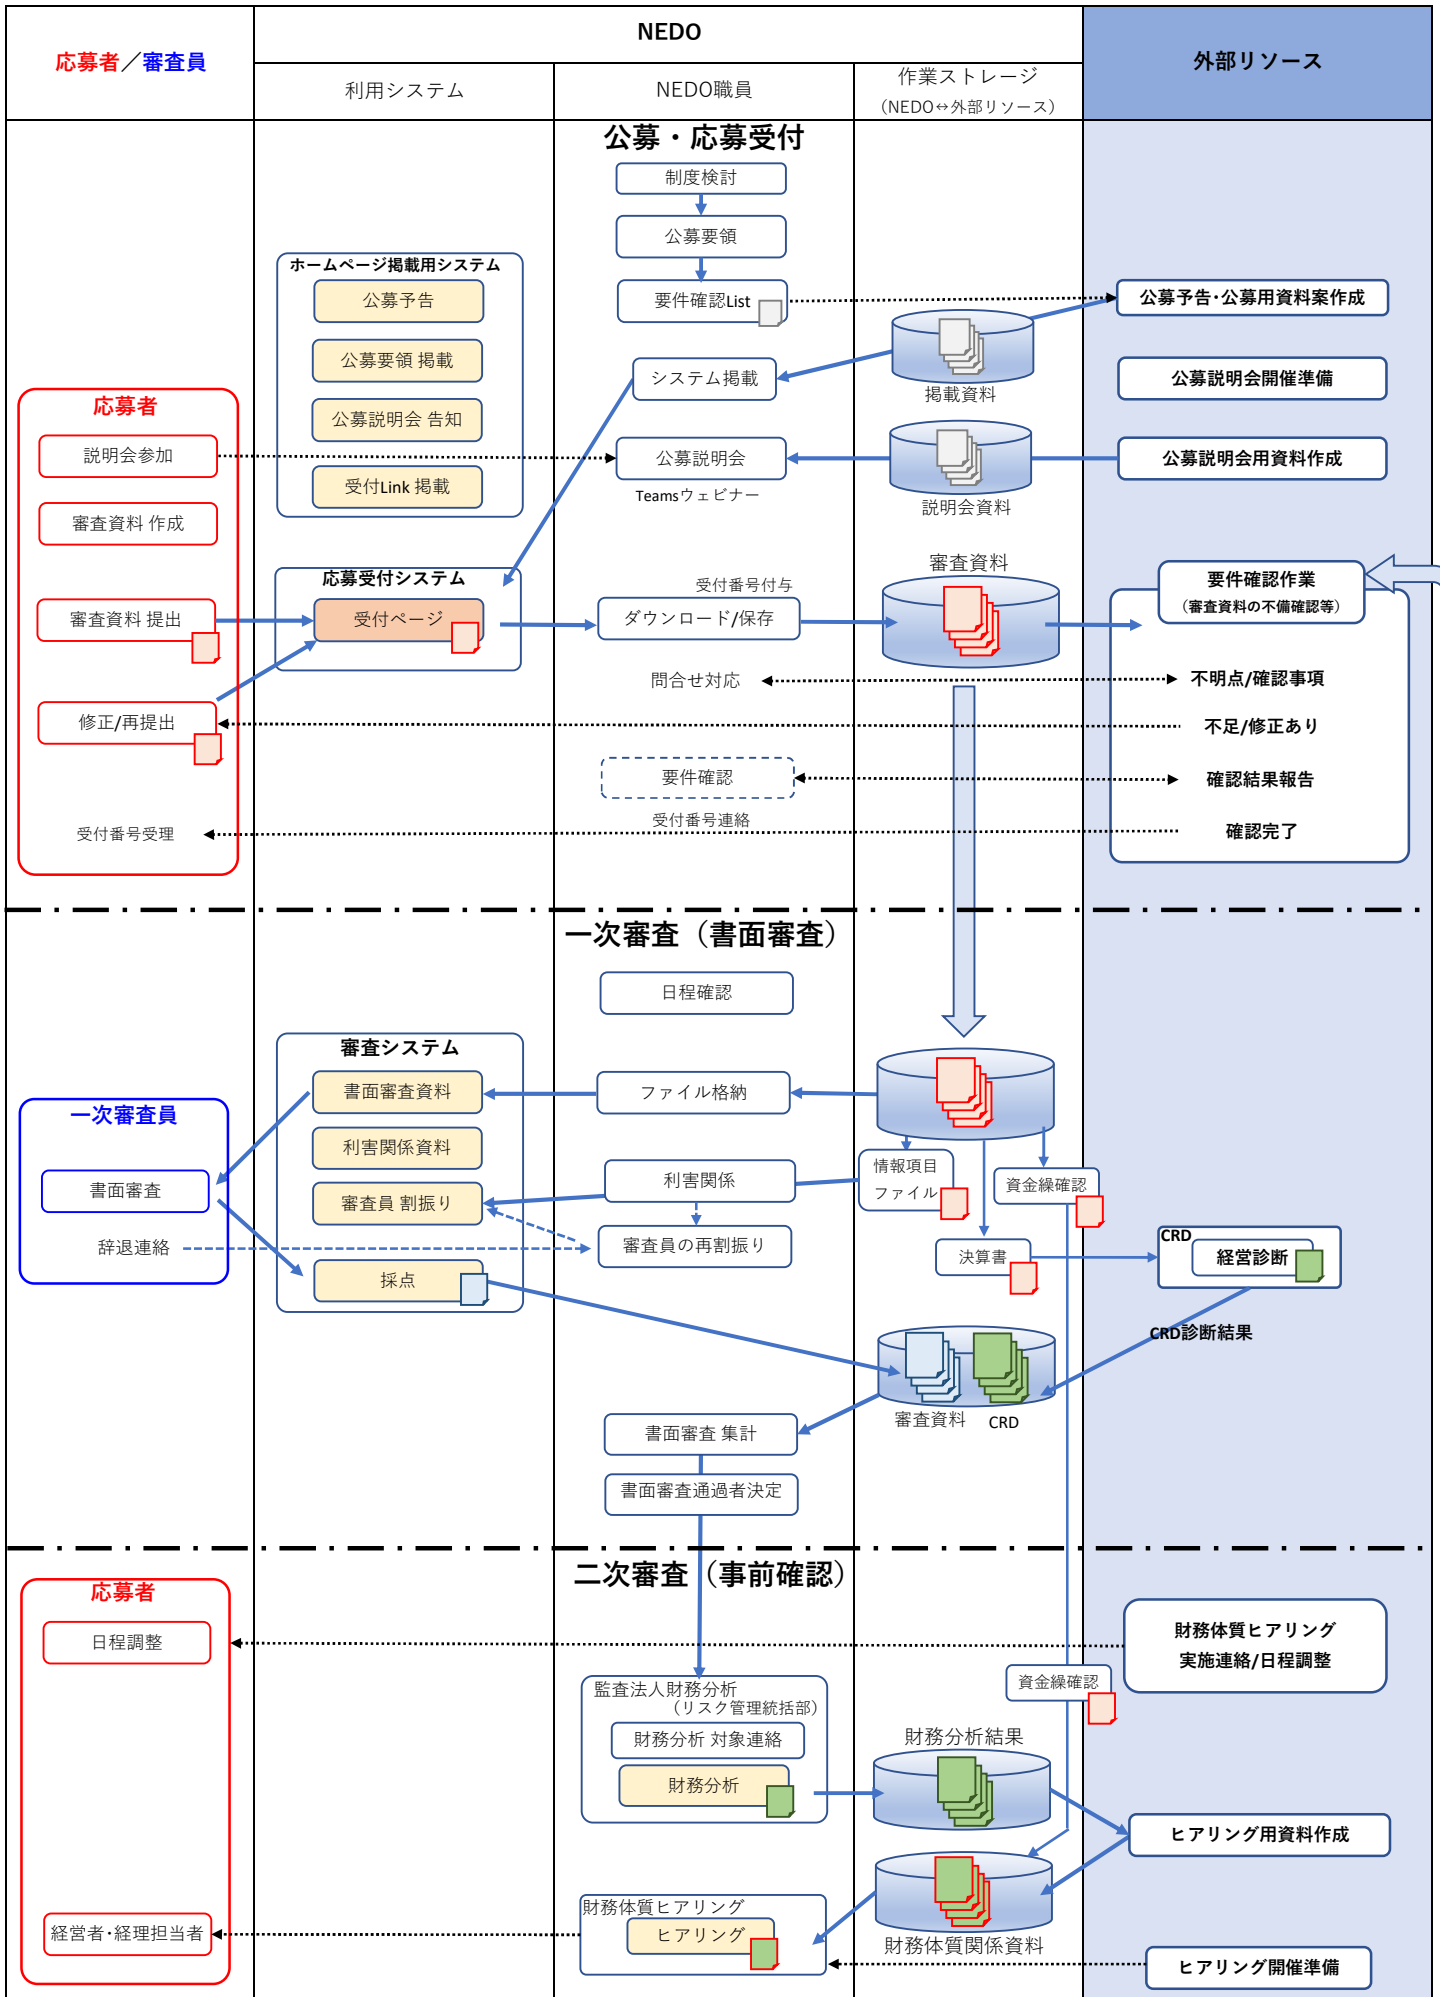 応募者／審査員
NEDO
外部リソース
利用システム
NEDO職員
作業ストレージ
（NEDO⇔外部リソース）
公募・応募受付
制度検討
公募要領
ホームページ掲載用システム
公募予告
要件確認List
公募予告･公募用資料案作成
公募要領 掲載
システム掲載
掲載資料
公募説明会開催準備
応募者
公募説明会 告知
説明会参加
公募説明会
公募説明会用資料作成
受付Link 掲載
Teamsウェビナー
説明会資料
審査資料 作成
応募受付システム
受付番号付与
審査資料
要件確認作業
（審査資料の不備確認等）
審査資料 提出
受付ページ
ダウンロード/保存
問合せ対応
不明点/確認事項
修正/再提出
不足/修正あり
要件確認
確認結果報告
受付番号受理
受付番号連絡
確認完了
一次審査（書面審査）
日程確認
審査システム
書面審査資料
ファイル格納
一次審査員
利害関係資料
書面審査
審査員 割振り
利害関係
情報項目
ファイル
資金繰確認
辞退連絡
審査員の再割振り
決算書
CRD
経営診断
採点
CRD診断結果
審査資料
CRD
書面審査 集計
書面審査通過者決定
二次審査（事前確認）
応募者
日程調整
財務体質ヒアリング
実施連絡/日程調整
監査法人財務分析
（リスク管理統括部）
資金繰確認
財務分析 対象連絡
財務分析結果
財務分析
ヒアリング用資料作成
財務体質ヒアリング
経営者･経理担当者
ヒアリング
財務体質関係資料
ヒアリング開催準備